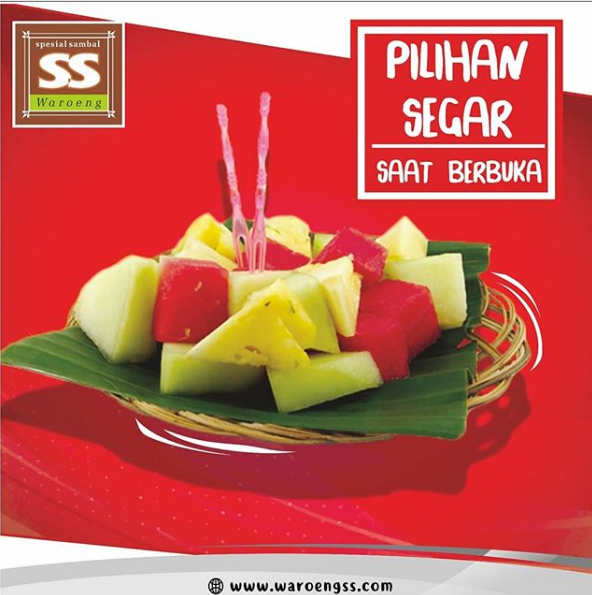 spesial sambal
SS
Waroeng
PILIHAN
SEGAR
SAAT BERBUKA
www.waroengss.com